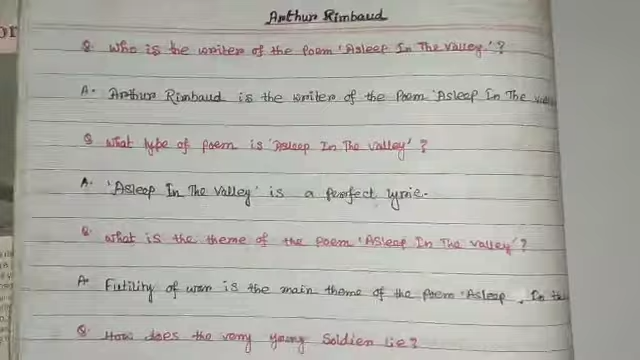 Arthur Rimbaud
Q. Who is the writer of the Poem 'Asleep In The Valley'?
A. Arthur Rimbaud is the writer of the Poem 'Asleep In The
Q. What type of poem is 'Asleep In The Valley'?
A. 'Asleep In The Valley' is a perfect lyric.
Q. What is the theme of the poem 'Asleep In The Valley'?
A. Futility of war is the main theme of the Poem 'Asleep In the
Q. How does the very young Soldier lie?